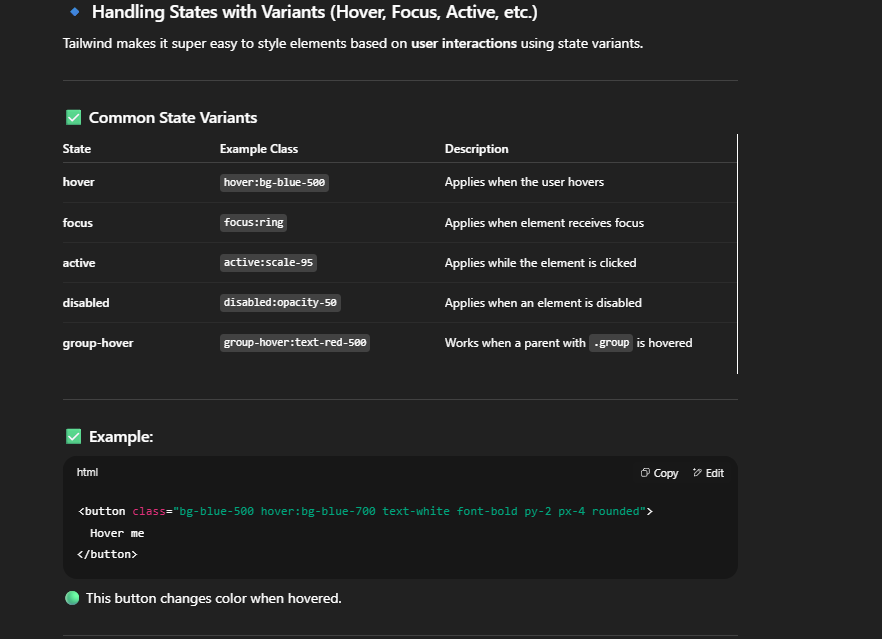 Handling States with Variants (Hover, Focus, Active, etc.)
Tailwind makes it super easy to style elements based on user interactions using state variants.
Common State Variants
State Example Class Description
hover hover:bg-blue-500 Applies when the user hovers
focus focus:ring Applies when element receives focus
active active:scale-95 Applies while the element is clicked
disabled disabled:opacity-50 Applies when an element is disabled
group-hover group-hover:text-red-500 Works when a parent with .group is hovered
Example:
html Copy Edit
<button class="bg-blue-500 hover:bg-blue-700 text-white font-bold py-2 px-4 rounded">
Hover me
</button>
This button changes color when hovered.